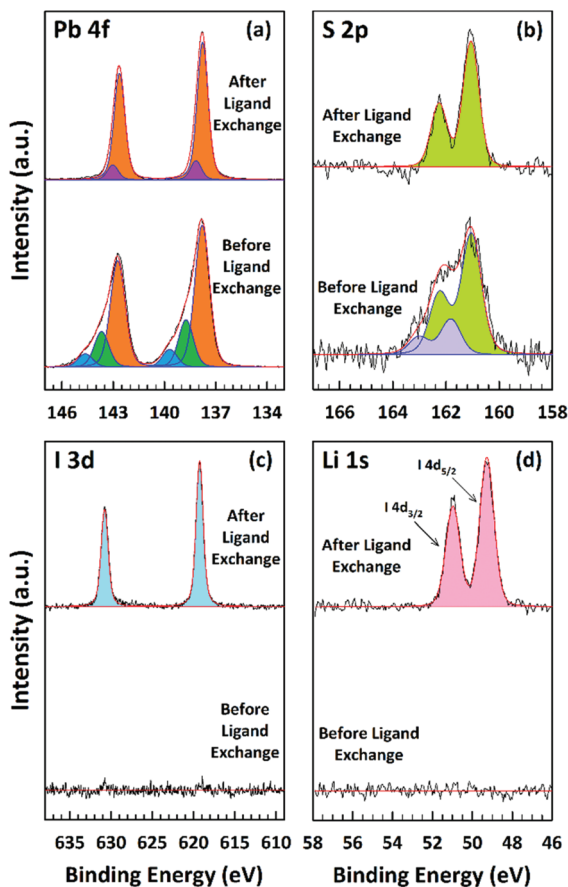 Pb 4f (a)
After
Ligand
Exchange
Before
Ligand
Exchange
146 143 140 137 134
S 2p (b)
After Ligand
Exchange
Before Ligand
Exchange
166 164 162 160 158
Intensity (a.u.)
I 3d (c)
After
Ligand
Exchange
Before
Ligand
Exchange
635 630 625 620 615 610
Binding Energy (eV)
Li 1s (d)
I 4d5/2
I 4d3/2
After Ligand
Exchange
Before Ligand
Exchange
58 56 54 52 50 48 46
Binding Energy (eV)
Intensity (a.u.)